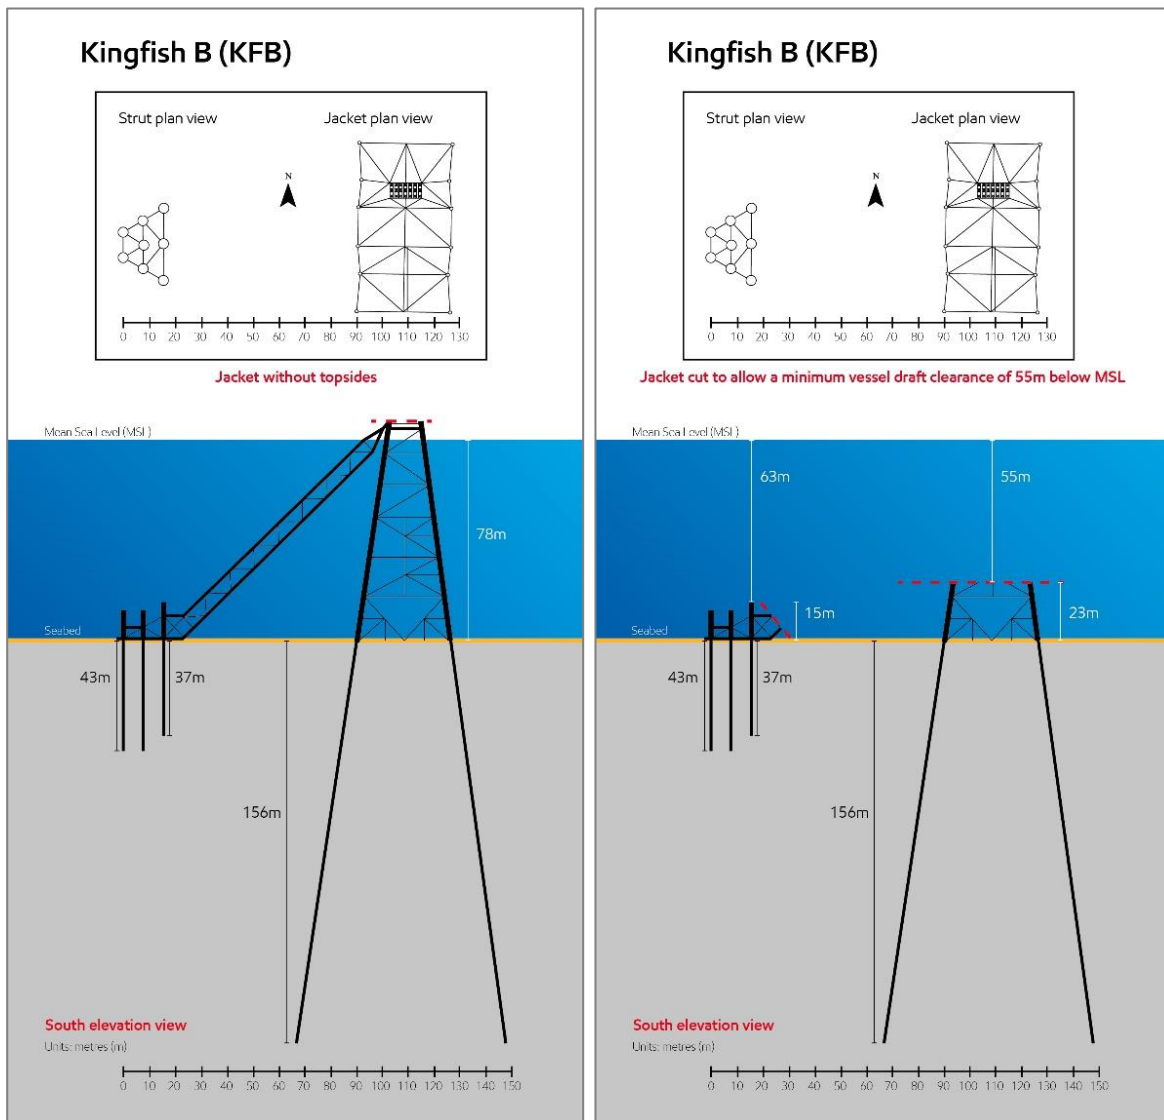 Kingfish B (KFB)
Strut plan view
Jacket plan view
N
0 10 20 30 40 50 60 70 80 90 100 110 120 130
Jacket without topsides
Mean Sea Level (MSL)
78m
Seabed
43m
37m
156m
South elevation view
Units: metres (m)
0 10 20 30 40 50 60 70 80 90 100 110 120 130 140 150
Kingfish B (KFB)
Strut plan view
Jacket plan view
N
0 10 20 30 40 50 60 70 80 90 100 110 120 130
Jacket cut to allow a minimum vessel draft clearance of 55m below MSL
Mean Sea Level (MSL)
63m
55m
15m
23m
Seabed
43m
37m
156m
South elevation view
Units: metres (m)
0 10 20 30 40 50 60 70 80 90 100 110 120 130 140 150